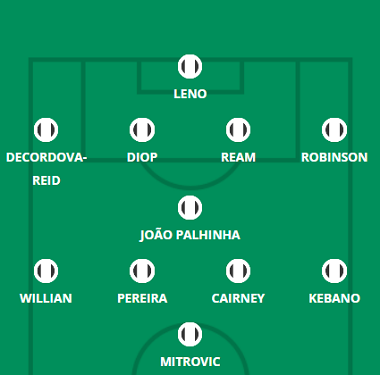 LENO
DECORDOVA-
REID
DIOP
REAM
ROBINSON
JOÃO PALHINHA
WILLIAN
PEREIRA
CAIRNEY
KEBANO
MITROVIC